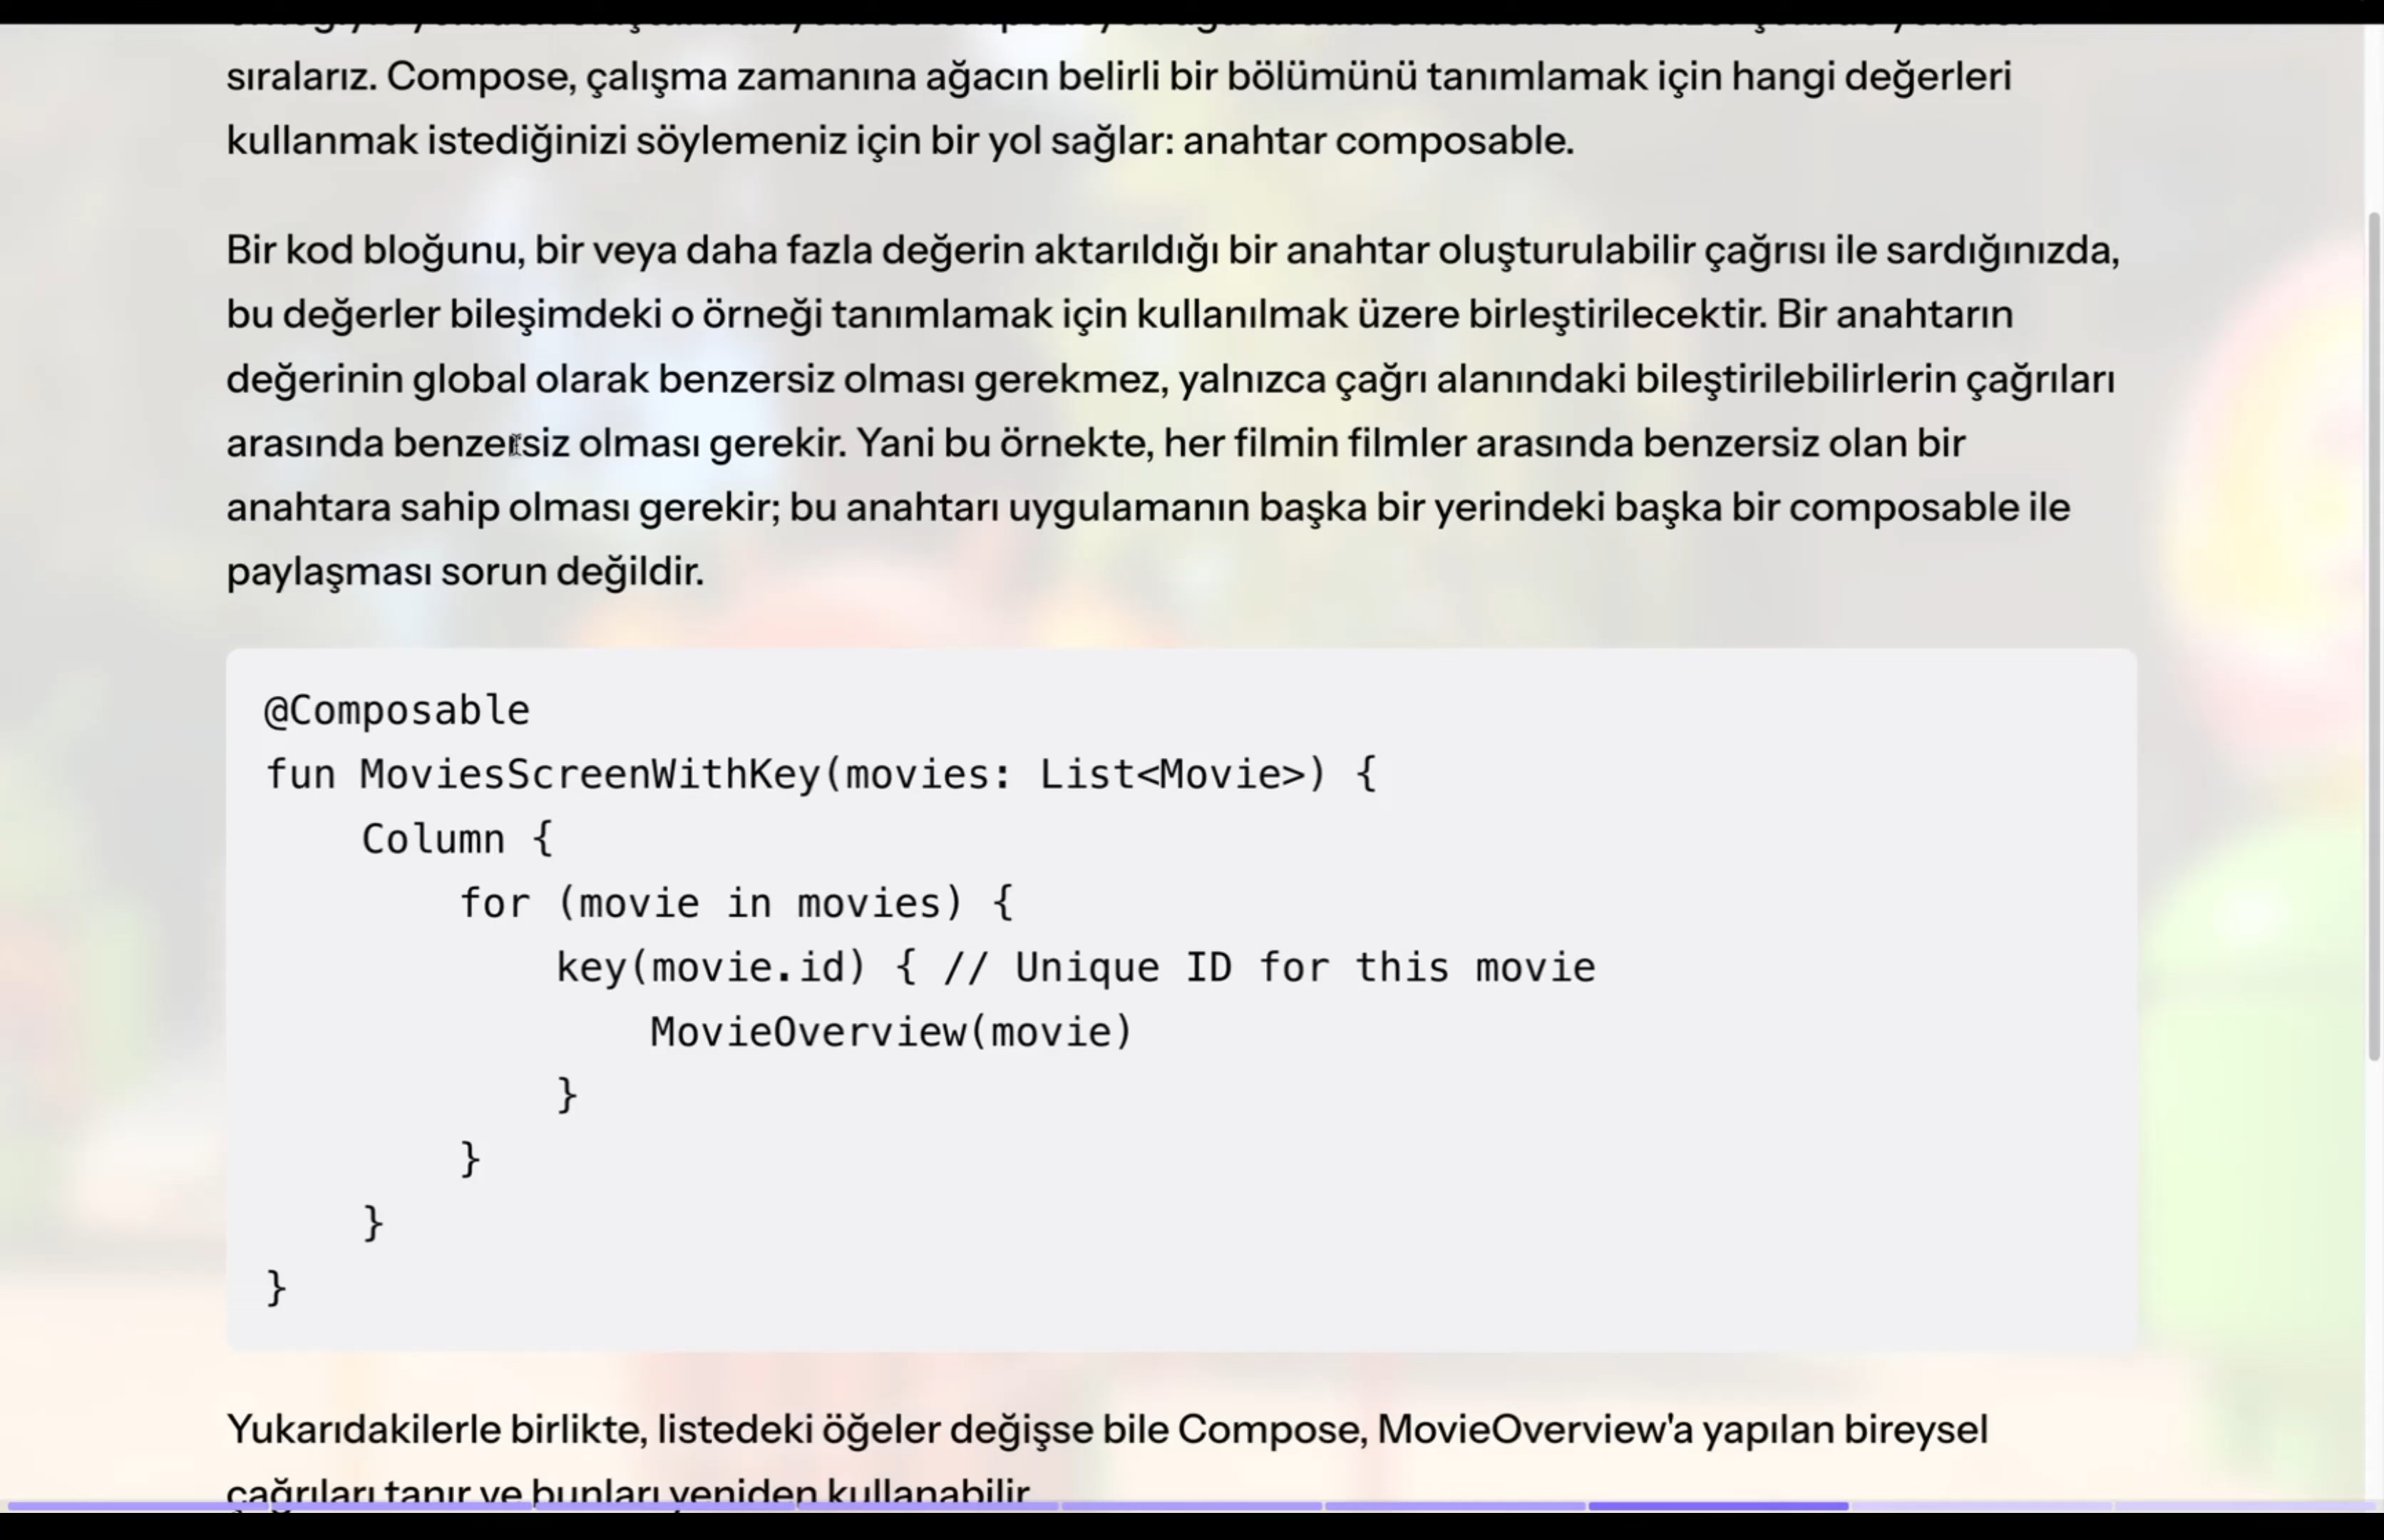 sıralarız. Compose, çalışma zamanına ağacın belirli bir bölümünü tanımlamak için hangi değerleri
kullanmak istediğinizi söylemeniz için bir yol sağlar: anahtar composable.
Bir kod bloğunu, bir veya daha fazla değerin aktarıldığı bir anahtar oluşturulabilir çağrısı ile sardığınızda,
bu değerler bileşimdeki o örneği tanımlamak için kullanılmak üzere birleştirilecektir. Bir anahtarın
değerinin global olarak benzersiz olması gerekmez, yalnızca çağrı alanındaki bileştirilebilirlerin çağrıları
arasında benzersiz olması gerekir. Yani bu örnekte, her filmin filmler arasında benzersiz olan bir
anahtara sahip olması gerekir; bu anahtarı uygulamanın başka bir yerindeki başka bir composable ile
paylaşması sorun değildir.
@Composable
fun MoviesScreenWithKey(movies: List<Movie>) {
    Column {
        for (movie in movies) {
            key(movie.id) { // Unique ID for this movie
                MovieOverview(movie)
            }
        }
    }
}
Yukarıdakilerle birlikte, listedeki öğeler değişse bile Compose, MovieOverview'a yapılan bireysel
çağrıları tanır ve bunları yeniden kullanabilir